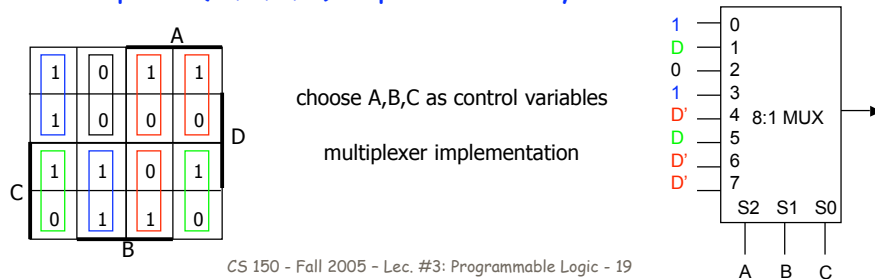 A
1 0 1 1
1 0 0 0
D
1 1 0 1
C
0 1 1 0
B
choose A,B,C as control variables
multiplexer implementation
1 0
D 1
0 2
1 3
D' 4
8:1 MUX
D 5
D' 6
D' 7
S2 S1 S0
A B C
CS 150 - Fall 2005 – Lec. #3: Programmable Logic - 19